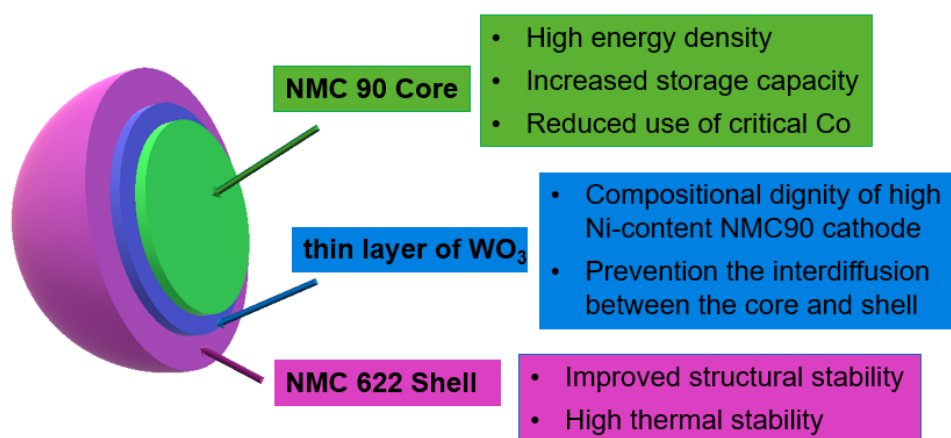 NMC 90 Core
• High energy density
• Increased storage capacity
• Reduced use of critical Co
thin layer of WO₃
• Compositional dignity of high
Ni-content NMC90 cathode
• Prevention the interdiffusion
between the core and shell
NMC 622 Shell
• Improved structural stability
• High thermal stability